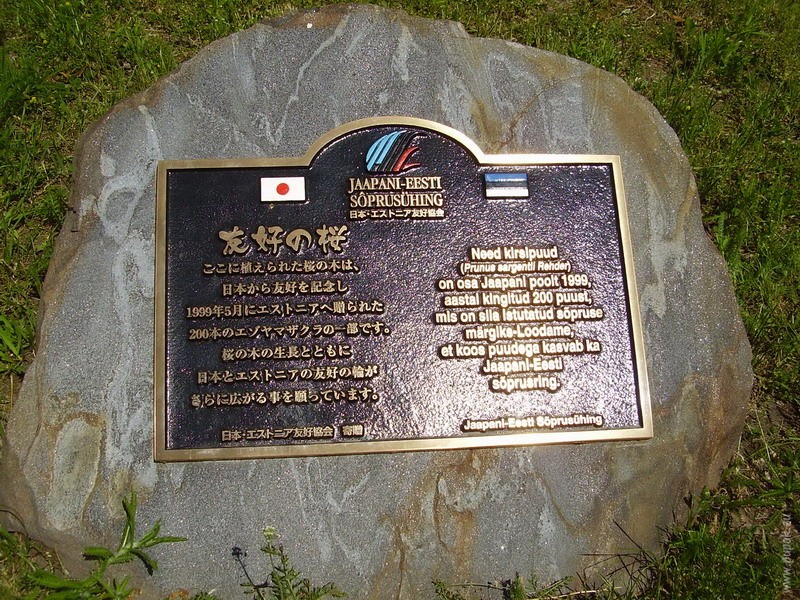 JAAPANI-EESTI
SÕPRUSÜHING
日本・エストニア友好協会
友好の桜
ここに植えられた桜の木は、
日本から友好を記念し
1999年5月にエストニアへ贈られた
200本のエゾヤマザクラの一部です。
桜の木の生長とともに
日本とエストニアの友好の輪が
さらに広がる事を願っています。
日本・エストニア友好協会 寄贈
Need kirsipuud
(Prunus sargentii Rehder)
on osa Jaapani poolt 1999,
aastal kingitud 200 puust,
mis on siia istutatud sõpruse
märgiks. Loodame,
et koos puudega kasvab ka
Jaapani-Eesti
sõprusring.
Jaapani-Eesti Sõprusühing